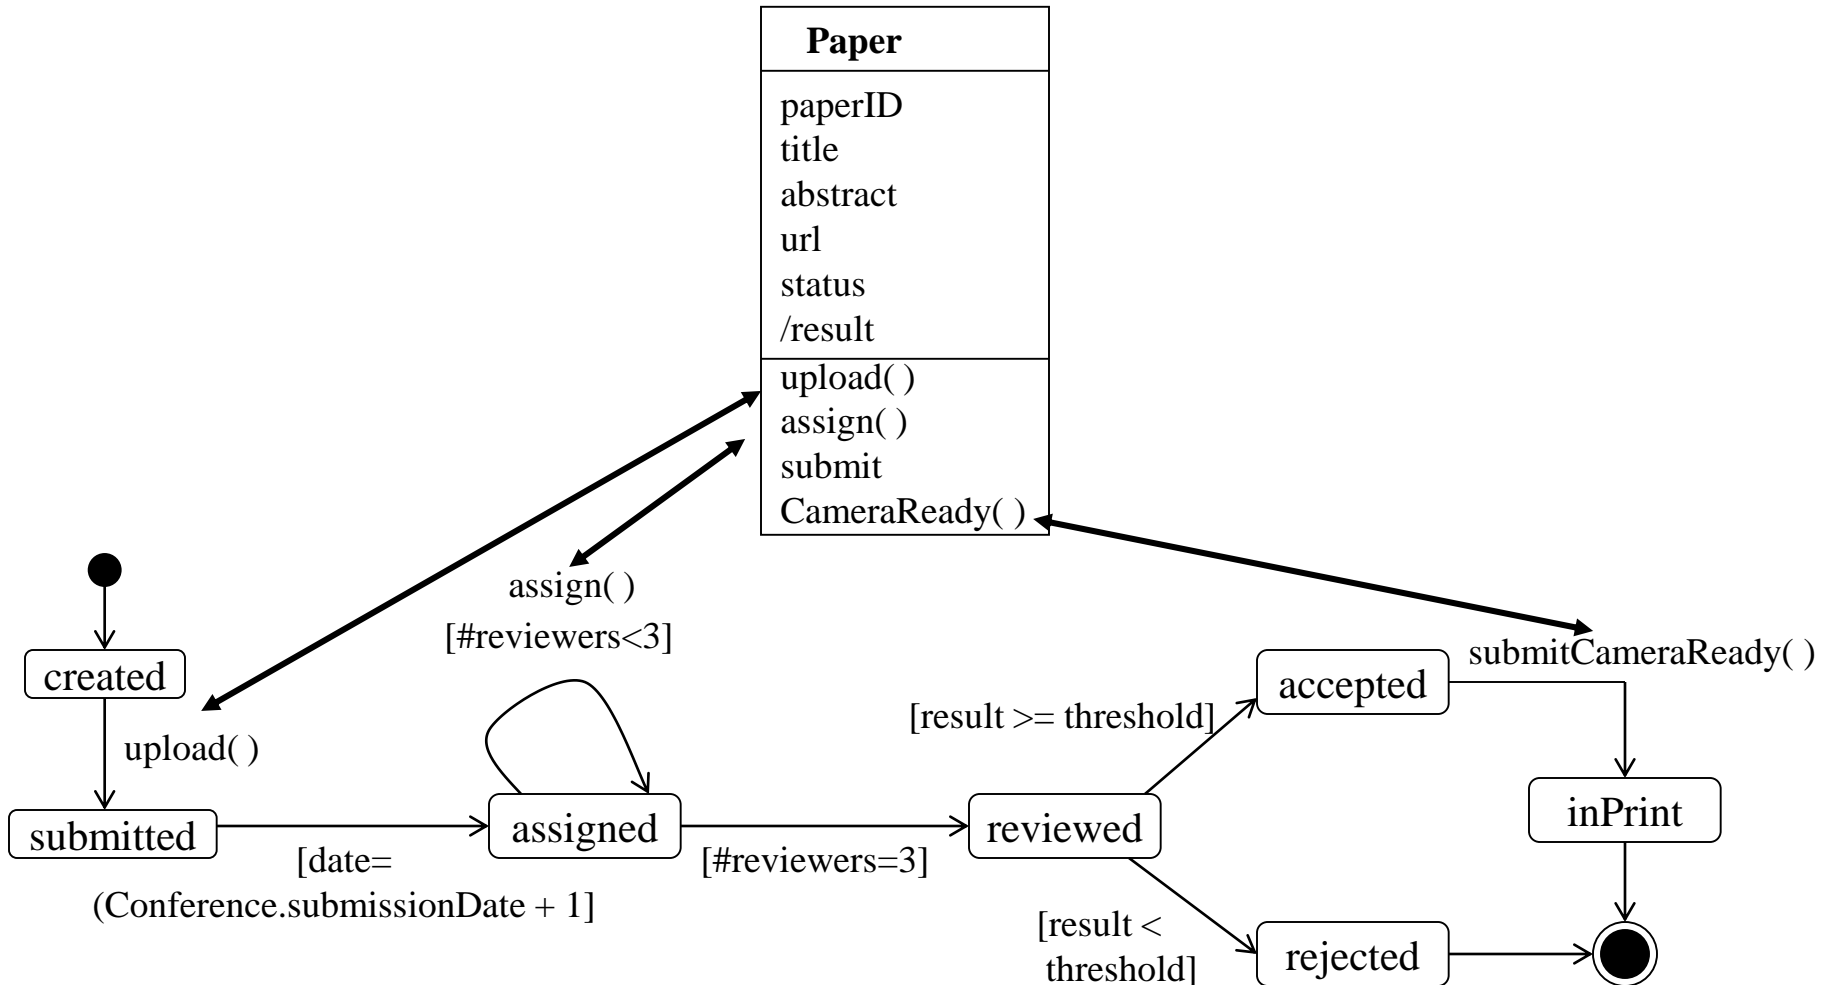 Paper
paperID
title
abstract
url
status
/result
upload( )
assign( )
submit
CameraReady( )
assign( )
[#reviewers<3]
created
upload( )
submitted
[date=
(Conference.submissionDate + 1]
assigned
[#reviewers=3]
reviewed
[result >= threshold]
accepted
submitCameraReady( )
inPrint
[result <
threshold]
rejected